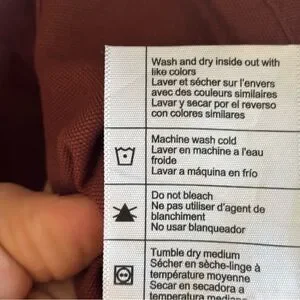 Wash and dry inside out with
like colors
Laver et sécher sur l'envers
avec des couleurs similaires
Lavar y secar por el reverso
con colores similares
Machine wash cold
Laver en machine a l'eau
froide
Lavar a máquina en frío
Do not bleach
Ne pas utiliser d'agent de
blanchiment
No usar blanqueador
Tumble dry medium
Sécher en sèche-linge à
température moyenne
Secar en secadora a
temperatura mediana